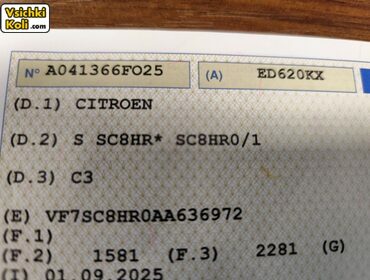 Vsichki
Koli.com
N° A041366FO25 (A) ED620KX
(D.1) CITROEN
(D.2) S SC8HR* SC8HR0/1
(D.3) C3
(E) VF7SC8HR0AA636972
(F.1)
(F.2) 1581 (F.3) 2281 (G)
(I) 01.09.2025